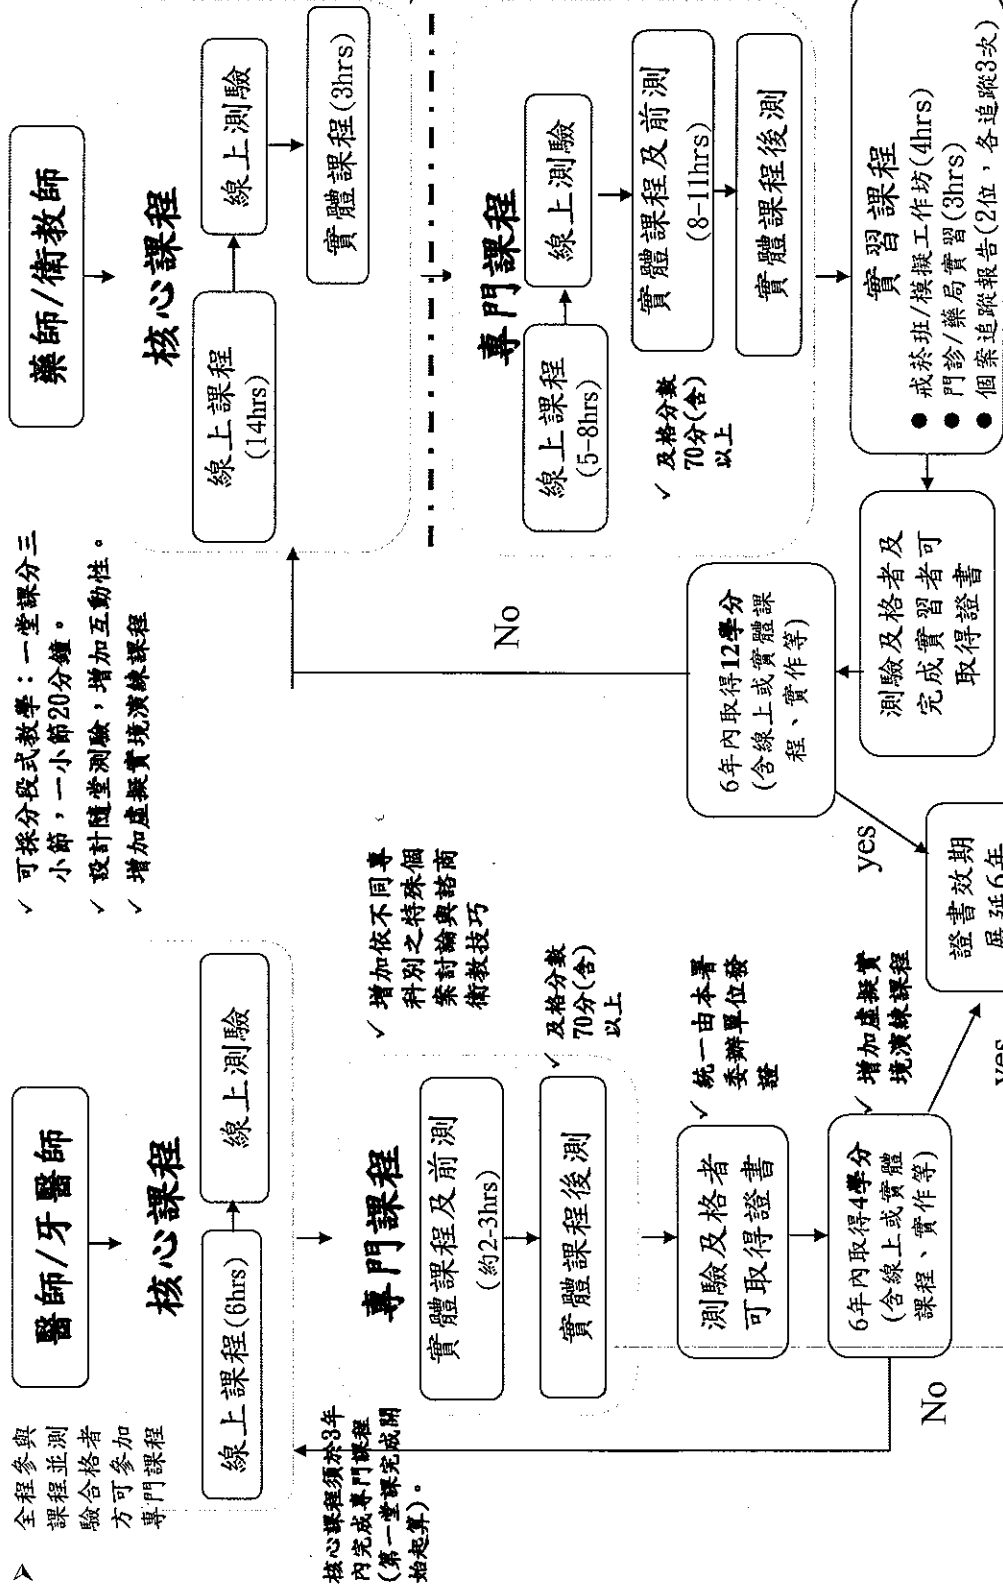 全程參與
課程並測
驗合格者
方可參加
專門課程
醫師/牙醫師
核心課程
線上課程(6hrs)
線上測驗
核心課程須於3年
內完成專門課程
(第一堂課完成開
始起算)。
專門課程
實體課程及前測
(約2-3hrs)
實體課程後測
✓ 增加依不同專
科別之特殊個
案討論與諮商
衛教技巧
✓ 及格分數
70分(含)
以上
測驗及格者
可取得證書
✓ 統一由本署
委辦單位發
證
6年內取得4學分
(含線上或實體
課程、實作等)
✓ 增加虛擬實
境演練課程
No
yes
證書效期
展延6年
✓ 可採分段式教學：一堂課分三
小節，一小節20分鐘。
✓ 設計隨堂測驗，增加互動性。
✓ 增加虛擬實境演練課程
藥師/衛教師
核心課程
線上課程
(14hrs)
線上測驗
實體課程(3hrs)
專門課程
線上課程
(5-8hrs)
線上測驗
✓ 及格分數
70分(含)
以上
實體課程及前測
(8-11hrs)
實體課程後測
實習課程
● 戒菸班/模擬工作坊(4hrs)
● 門診/藥局實習(3hrs)
● 個案追蹤報告(2位，各追蹤3次)
測驗及格者及
完成實習者可
取得證書
6年內取得12學分
(含線上或實體課
程、實作等)
No
yes